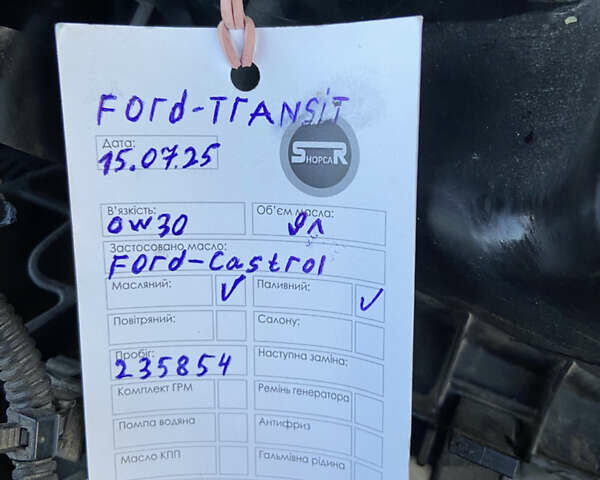 Ford-TRANSiT
Дата:
15.07.25
SHOPCAR
В'язкість: Об'єм масла:
0W30 9л
Застосовано масло:
Ford-Castrol
Масляний: ✓ Паливний: ✓
Повітряний: Салону:
Пробіг: Наступна заміна:
235854
Комплект ГРМ Ремінь генератора
Помпа водяна Антифриз
Масло КПП Гальмівна рідина